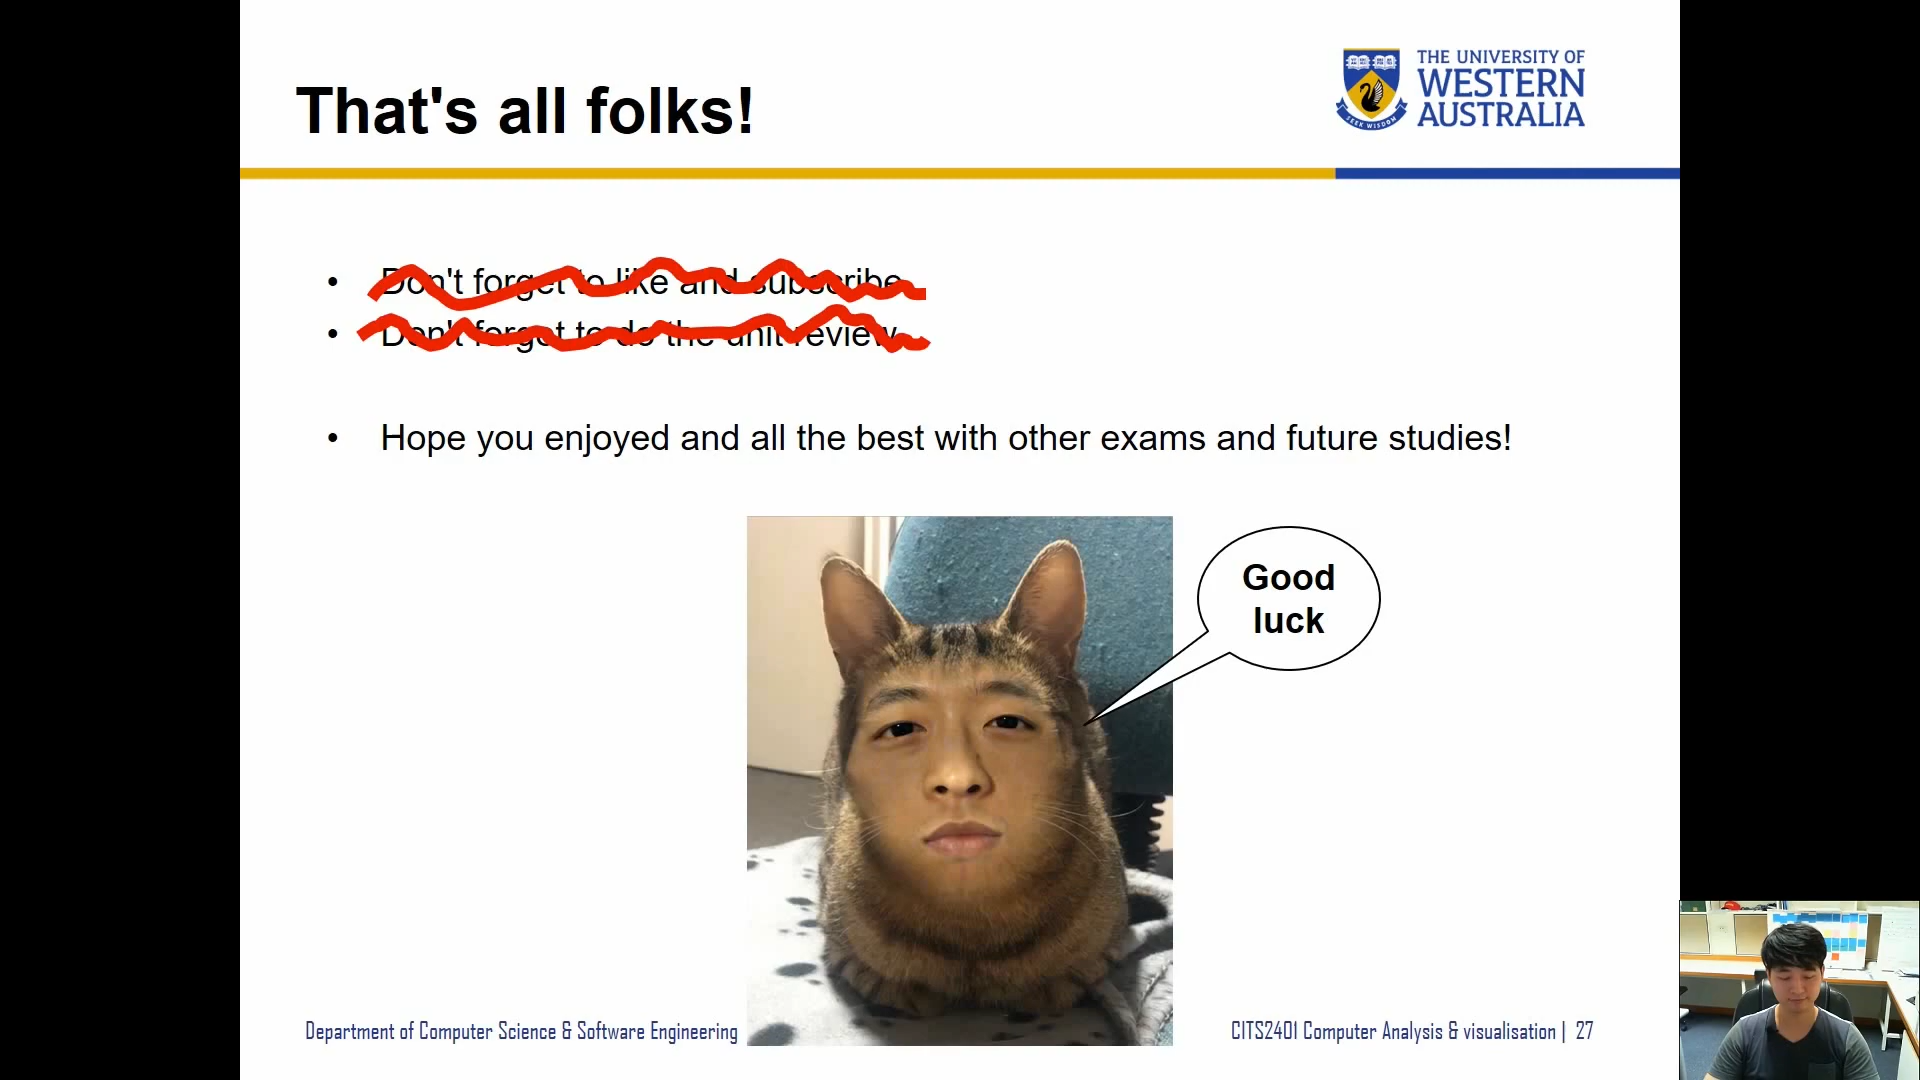 That's all folks!
THE UNIVERSITY OF
WESTERN
AUSTRALIA
SEEK WISDOM
• Don't forget to like and subscribe
• Don't forget to do the unit review
• Hope you enjoyed and all the best with other exams and future studies!
Good
luck
Department of Computer Science & Software Engineering
CITS2401 Computer Analysis & visualisation | 27